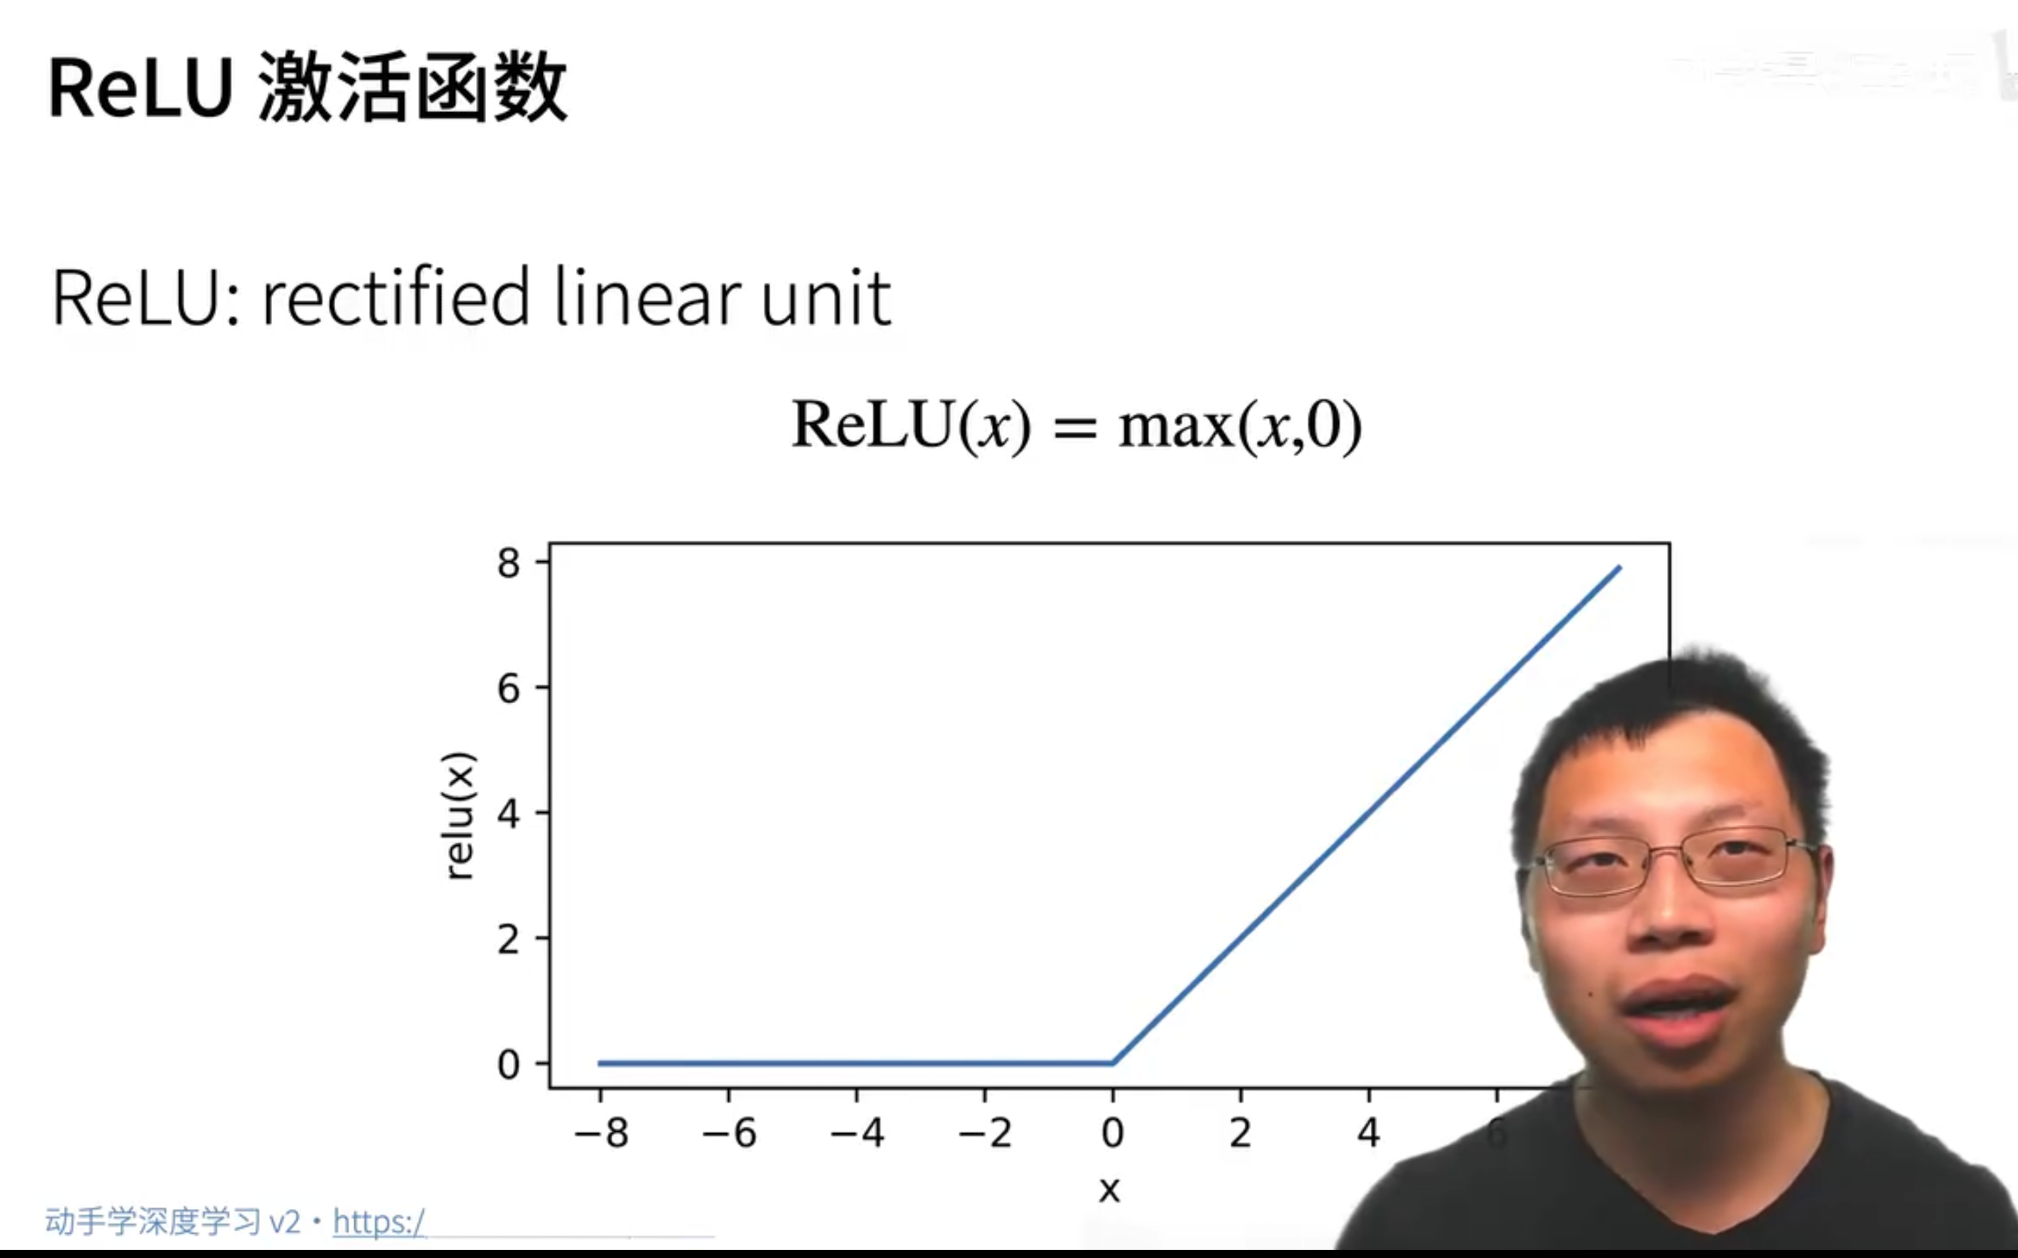 ReLU 激活函数
ReLU: rectified linear unit
ReLU(x) = max(x,0)
8
6
4
2
0
relu(x)
−8 −6 −4 −2 0 2 4 6
x
动手学深度学习 v2 · https:/